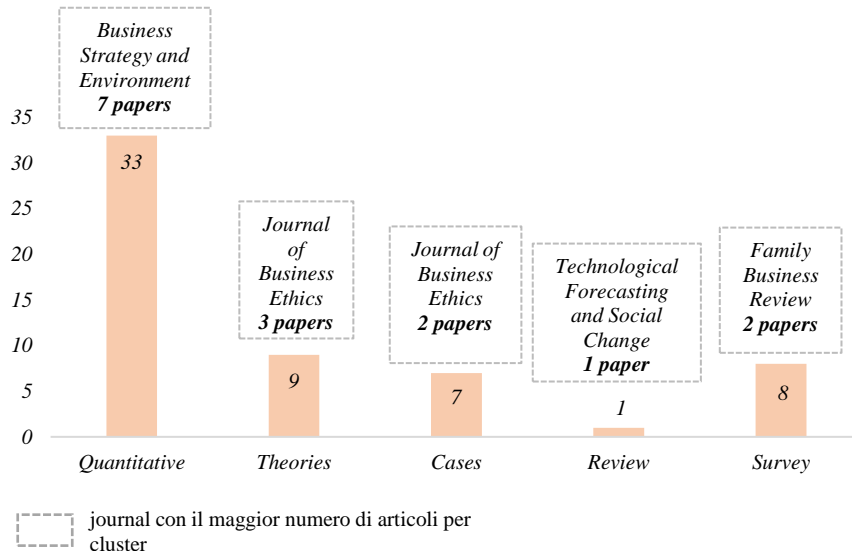 Business
Strategy and
Environment
7 papers
35
30
25
20
15
10
5
0
33
Journal
of
Business
Ethics
3 papers
9
Journal of
Business
Ethics
2 papers
7
Technological
Forecasting
and Social
Change
1 paper
1
Family
Business
Review
2 papers
8
Quantitative
Theories
Cases
Review
Survey
journal con il maggior numero di articoli per
cluster